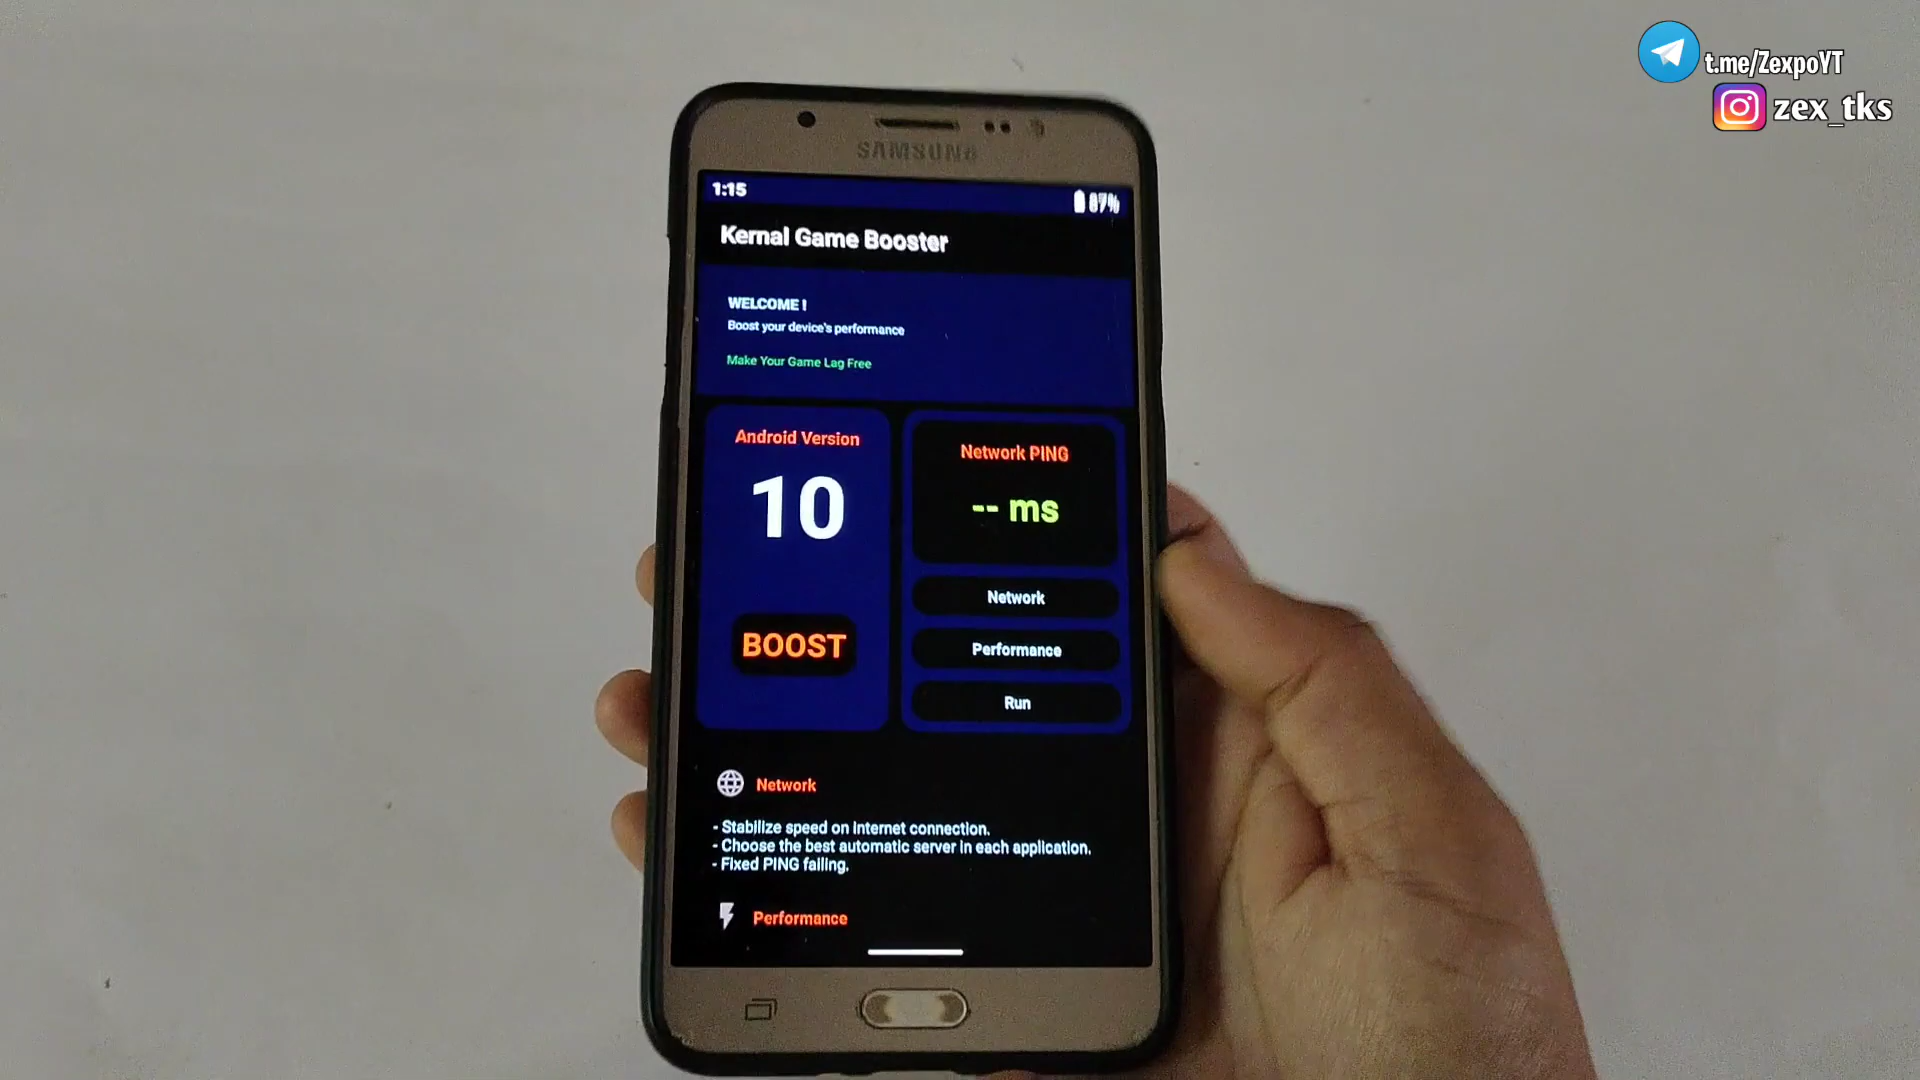 t.me/ZexpoYT
zex_tks
SAMSUNG
1:15
87%
Kernal Game Booster
WELCOME !
Boost your device's performance
Make Your Game Lag Free
Android Version
10
BOOST
Network PING
-- ms
Network
Performance
Run
Network
- Stabilize speed on Internet connection.
- Choose the best automatic server in each application.
- Fixed PING failing.
Performance